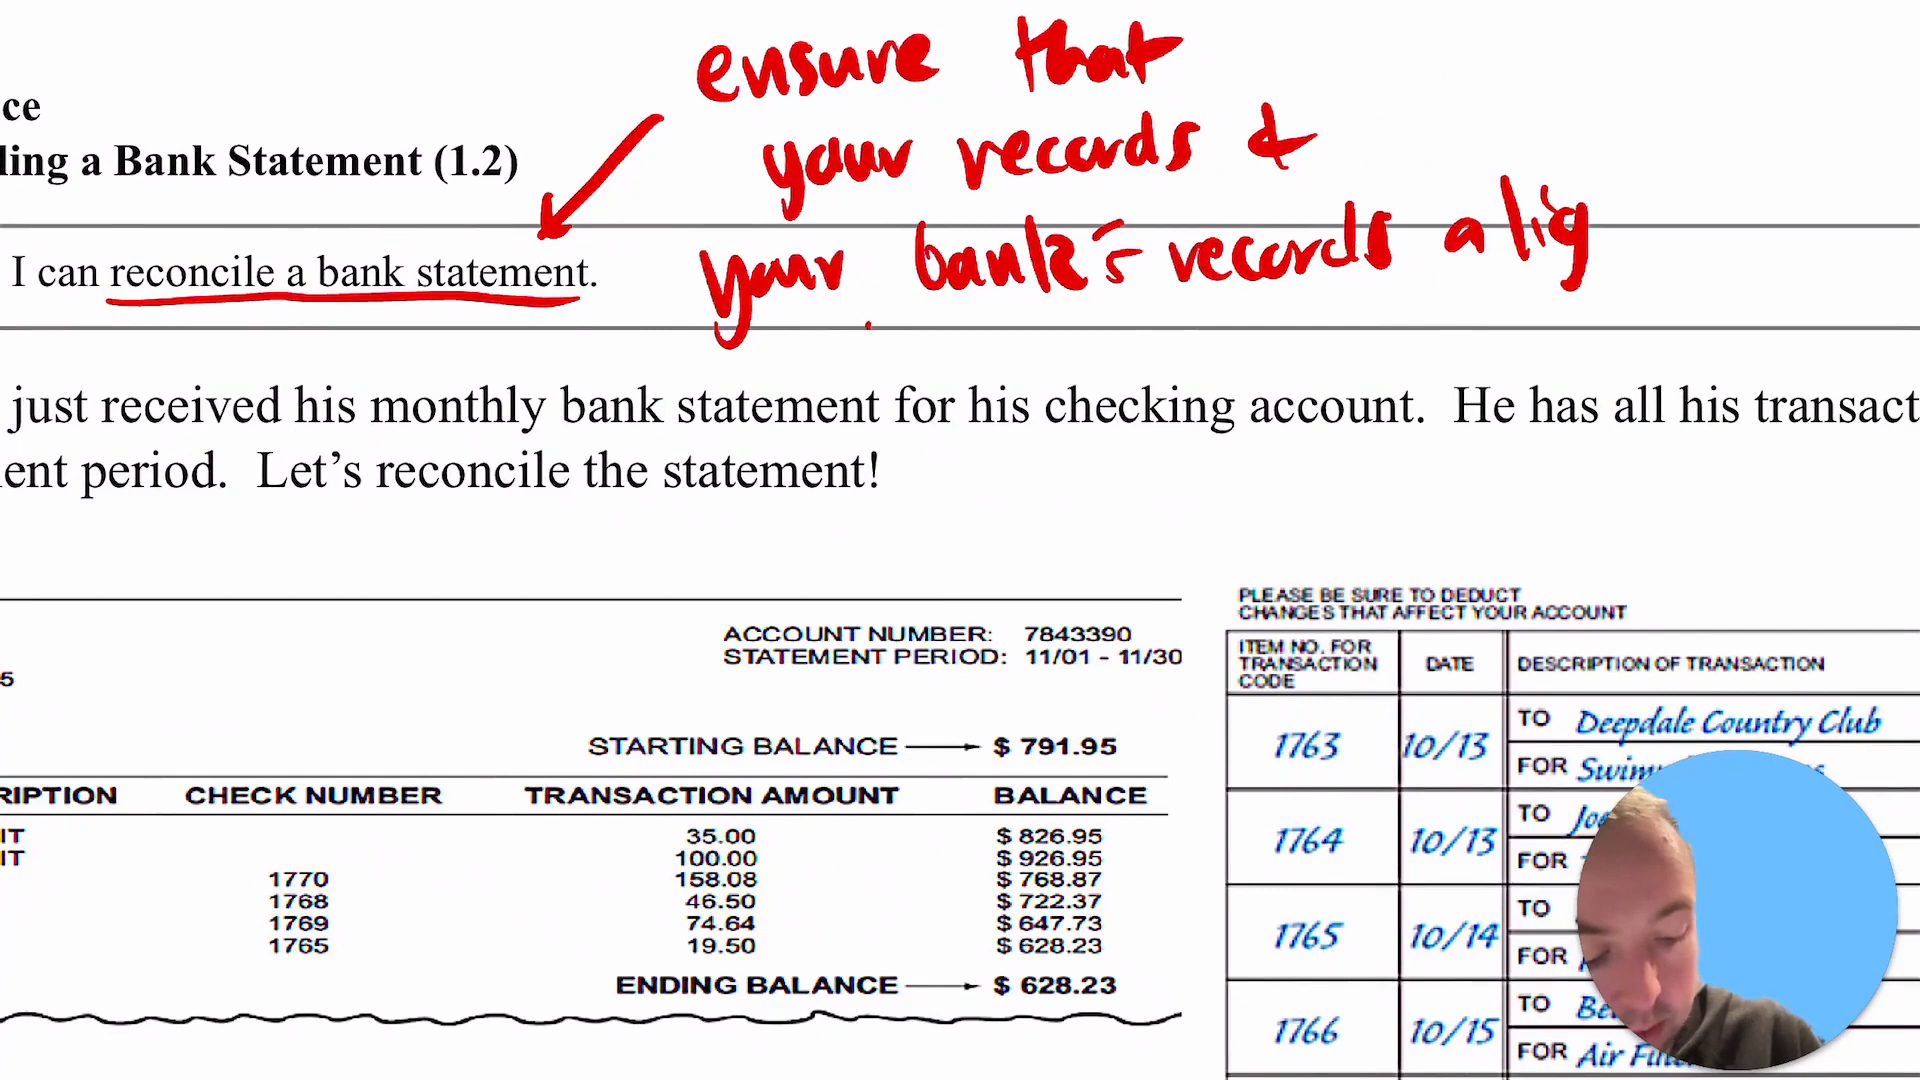 ensure that
your records &
your bank's records alig
ce
ling a Bank Statement (1.2)
I can reconcile a bank statement.
just received his monthly bank statement for his checking account. He has all his transact
ent period. Let's reconcile the statement!
ACCOUNT NUMBER: 7843390
STATEMENT PERIOD: 11/01 - 11/30
5
STARTING BALANCE → $ 791.95
RIPTION CHECK NUMBER TRANSACTION AMOUNT BALANCE
IT 35.00 $ 826.95
IT 100.00 $ 926.95
1770 158.08 $ 768.87
1768 46.50 $ 722.37
1769 74.64 $ 647.73
1765 19.50 $ 628.23
ENDING BALANCE → $ 628.23
PLEASE BE SURE TO DEDUCT
CHANGES THAT AFFECT YOUR ACCOUNT
ITEM NO. FOR TRANSACTION CODE DATE DESCRIPTION OF TRANSACTION
1763 10/13 TO Deepdale Country Club
FOR
1764 10/13 TO
FOR
1765 10/14 TO
FOR
1766 10/15 TO
FOR Air